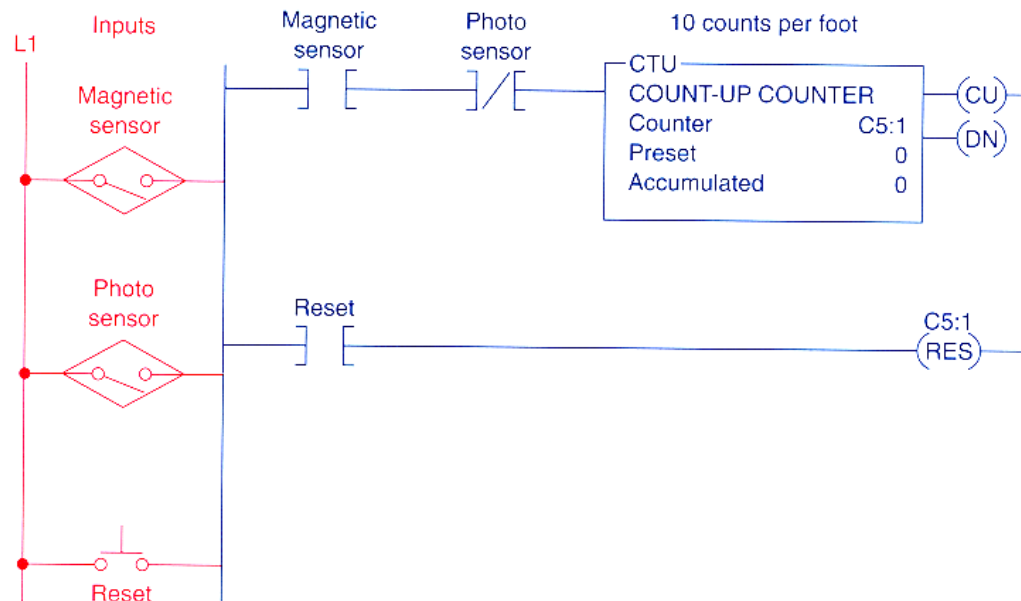 Inputs
L1
Magnetic
sensor
Photo
sensor
Reset
Magnetic
sensor
Photo
sensor
10 counts per foot
CTU
COUNT-UP COUNTER
Counter C5:1
Preset 0
Accumulated 0
CU
DN
Reset
C5:1
RES